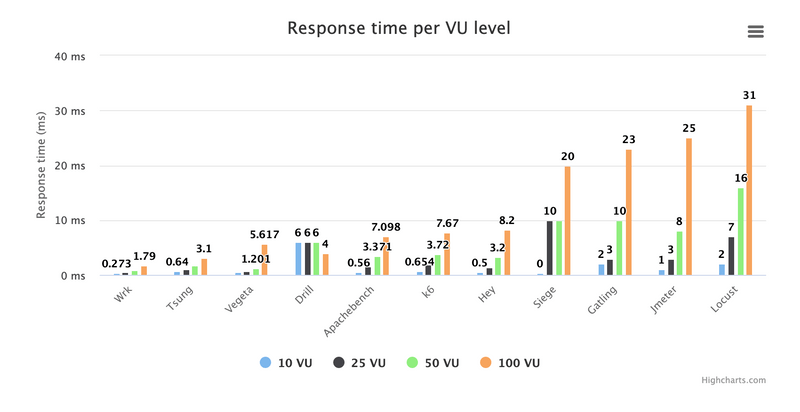 Response time per VU level
Response time (ms)
40 ms
30 ms
20 ms
10 ms
0 ms
0.273 1.79
0.64 3.1
1.201 5.617
6 6 6 4
0.56 3.371 7.098
0.654 3.72 7.67
0.5 3.2 8.2
0 10 20
2 3 10 23
1 3 8 25
2 7 16 31
Wrk
Tsung
Vegeta
Drill
Apachebench
k6
Hey
Siege
Gatling
Jmeter
Locust
10 VU 25 VU 50 VU 100 VU
Highcharts.com